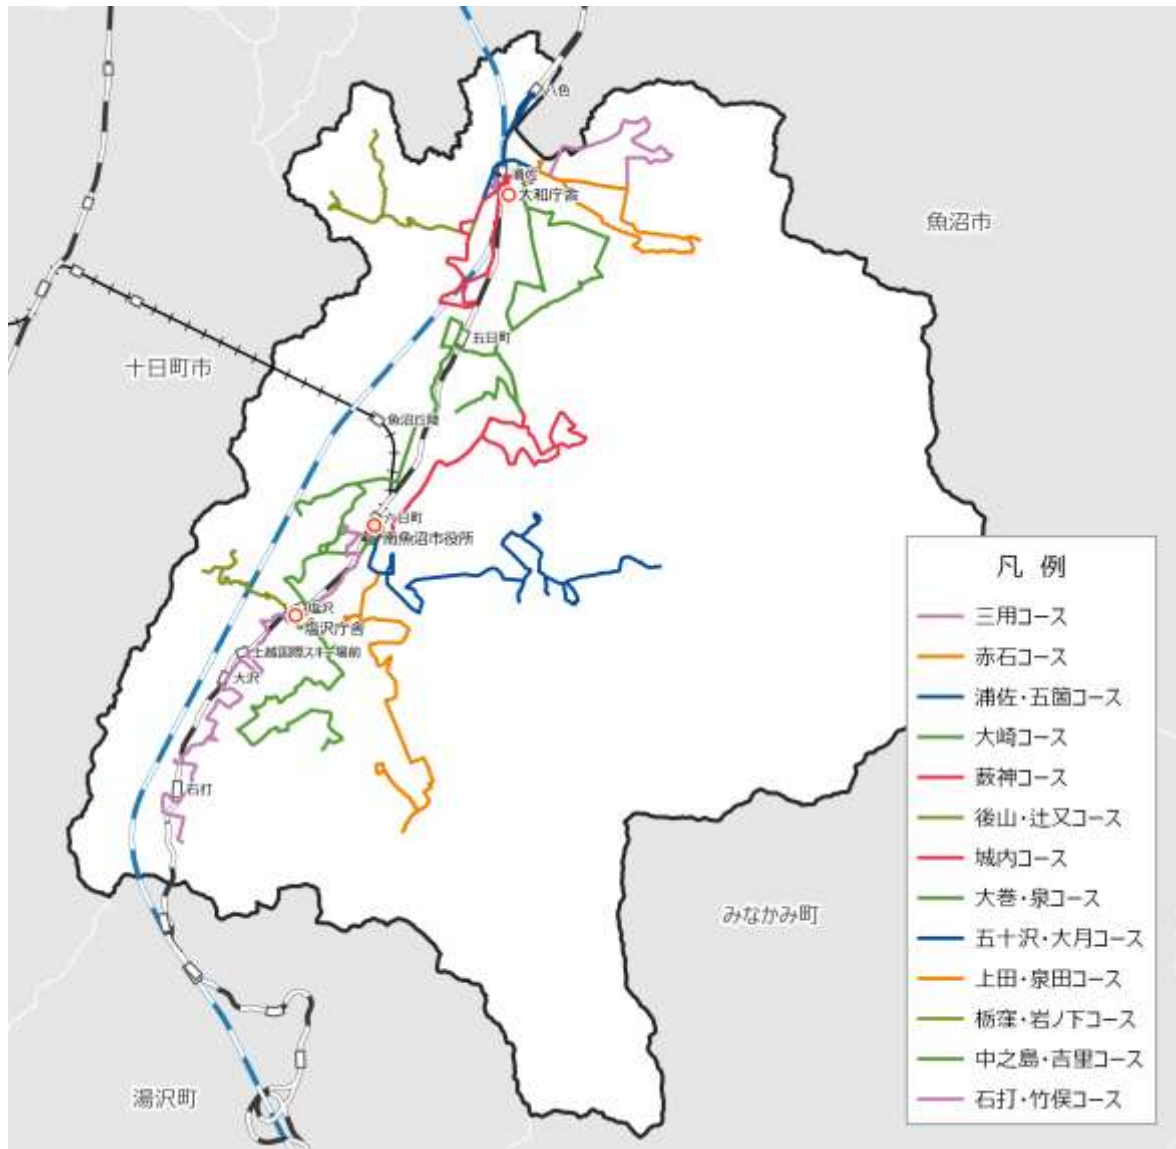 八色
浦佐
大和庁舎
魚沼市
五日町
十日町市
魚沼丘陵
六日町
南魚沼市役所
塩沢
塩沢庁舎
上越国際スキー場前
大沢
石打
みなかみ町
湯沢町
凡 例
三用コース
赤石コース
浦佐・五箇コース
大崎コース
薮神コース
後山・辻又コース
城内コース
大巻・泉コース
五十沢・大月コース
上田・泉田コース
栃窪・岩ノ下コース
中之島・吉里コース
石打・竹俣コース